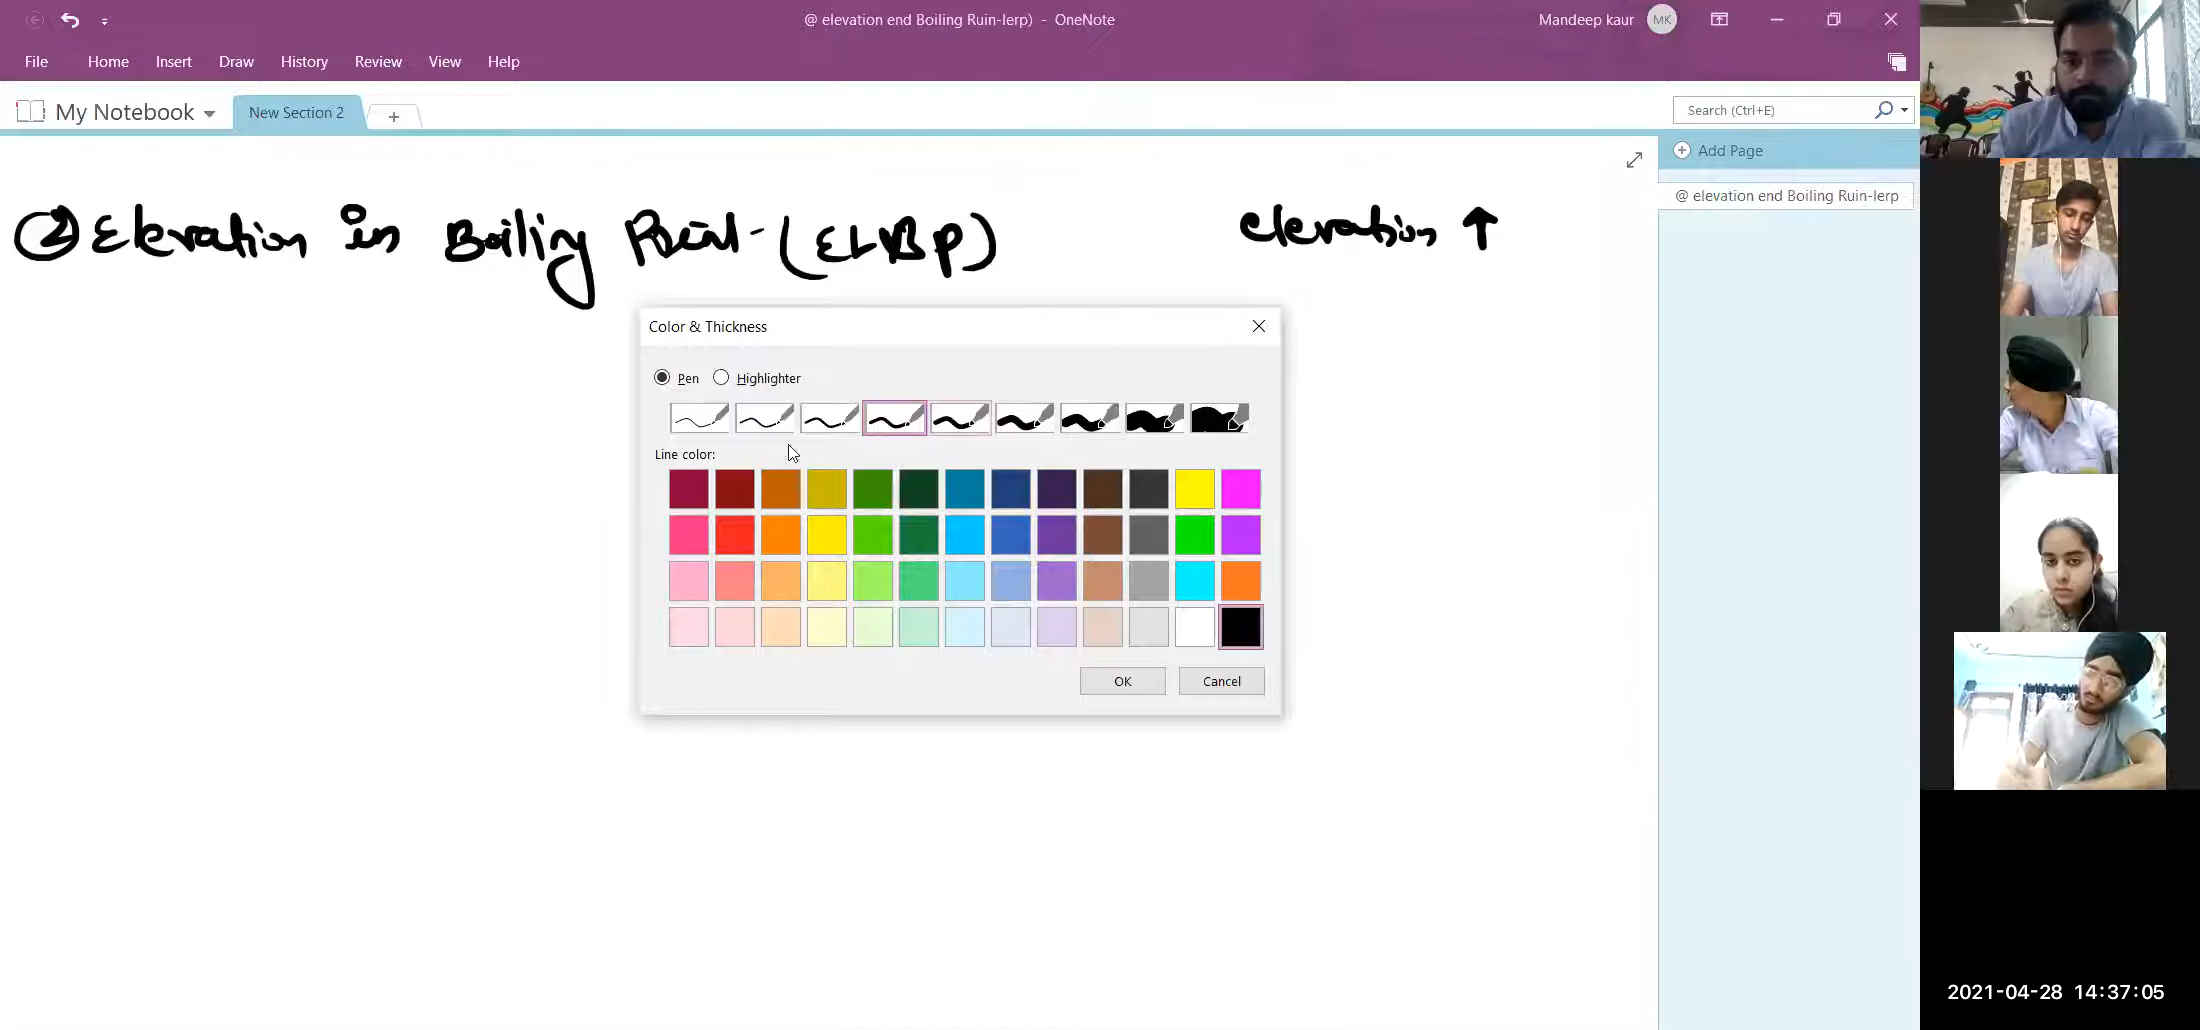 @ elevation end Boiling Ruin-lerp) - OneNote
Mandeep kaur MK
File Home Insert Draw History Review View Help
My Notebook New Section 2 +
Search (Ctrl+E)
Add Page
@ elevation end Boiling Ruin-lerp
② Elevation in Boiling Point - (ELVBP) elevation ↑
Color & Thickness
Pen Highlighter
Line color:
OK Cancel
2021-04-28 14:37:05